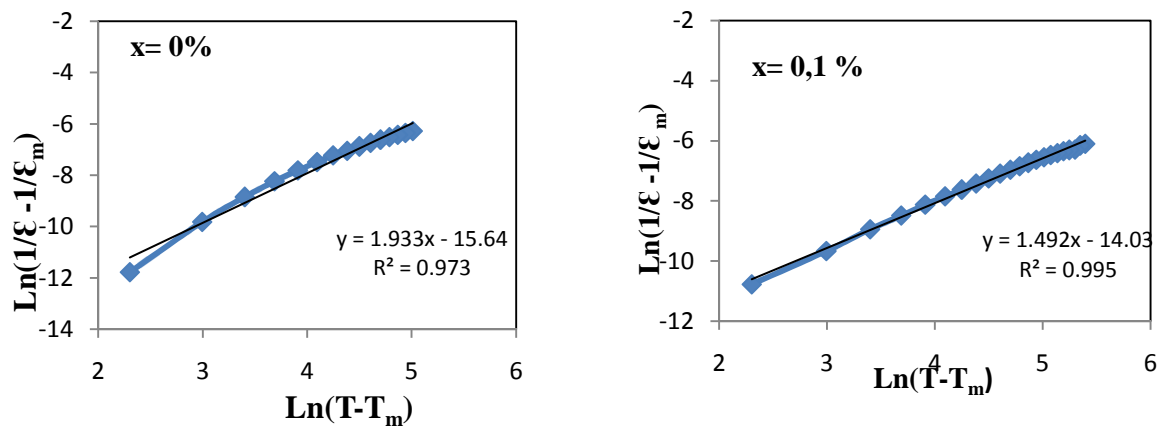 x= 0%
Ln(1/Ɛ -1/Ɛm)
-2
-4
-6
-8
-10
-12
-14
y = 1.933x - 15.64
R² = 0.973
2 3 4 5 6
Ln(T-Tm)
x= 0,1 %
Ln(1/Ɛ -1/Ɛ m)
-2
-4
-6
-8
-10
-12
y = 1.492x - 14.03
R² = 0.995
2 3 4 5 6
Ln(T-Tm)